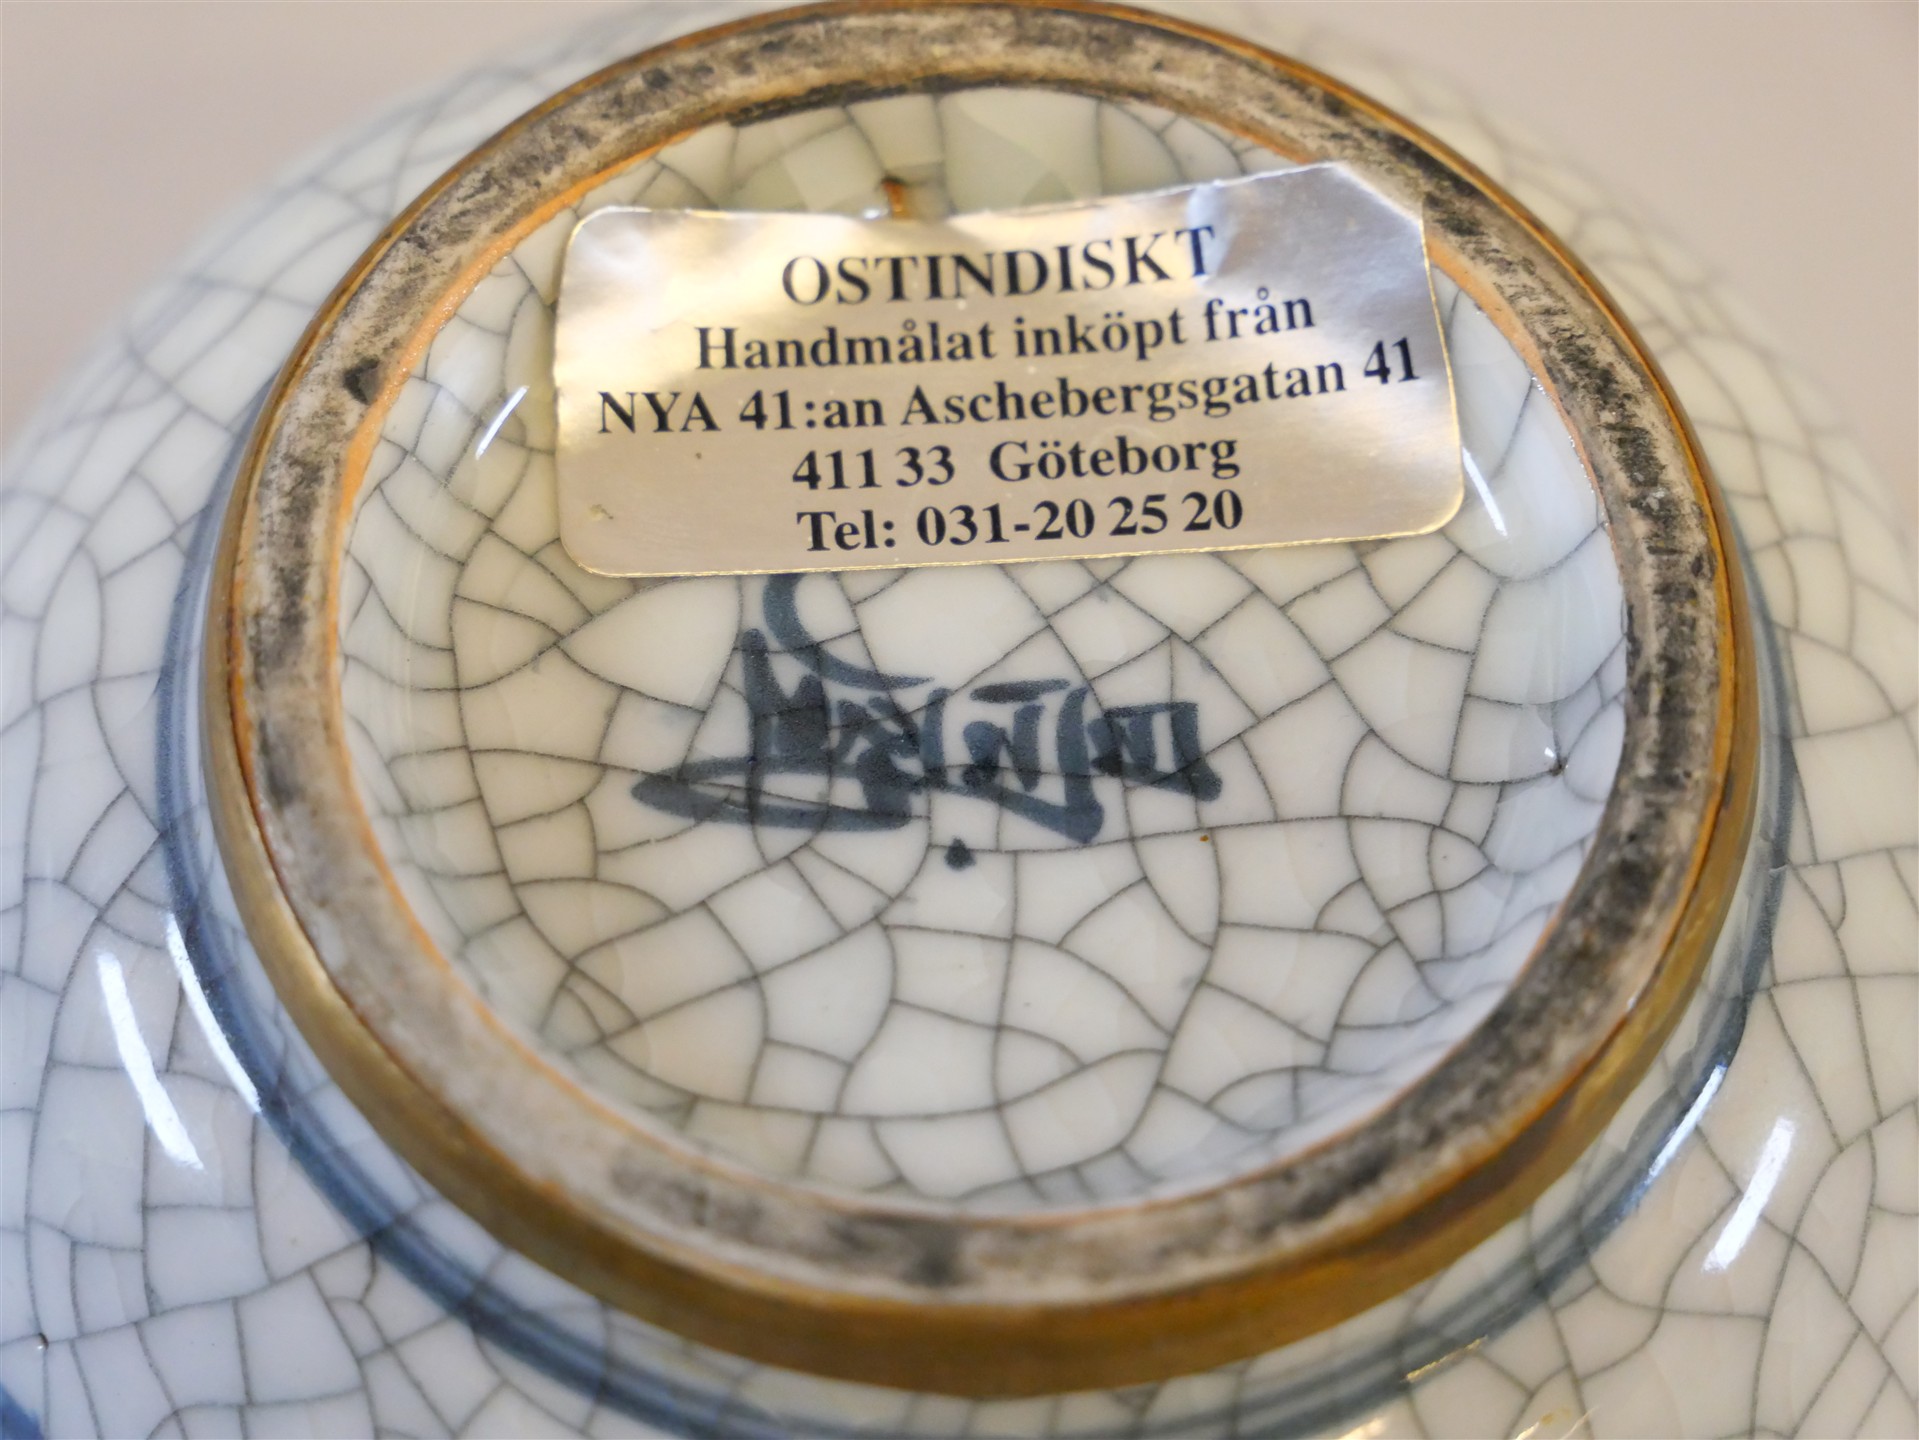 OSTINDISKT
Handmålat inköpt från
NYA 41:an Aschebergsgatan 41
411 33 Göteborg
Tel: 031-20 25 20